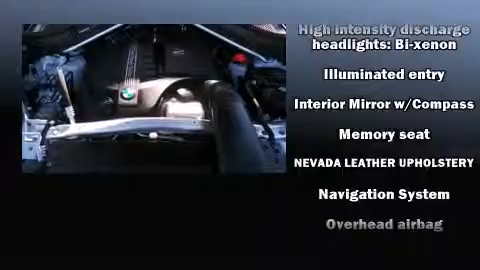 High intensity discharge
headlights: Bi-xenon
Illuminated entry
Interior Mirror w/Compass
Memory seat
NEVADA LEATHER UPHOLSTERY
Navigation System
Overhead airbag